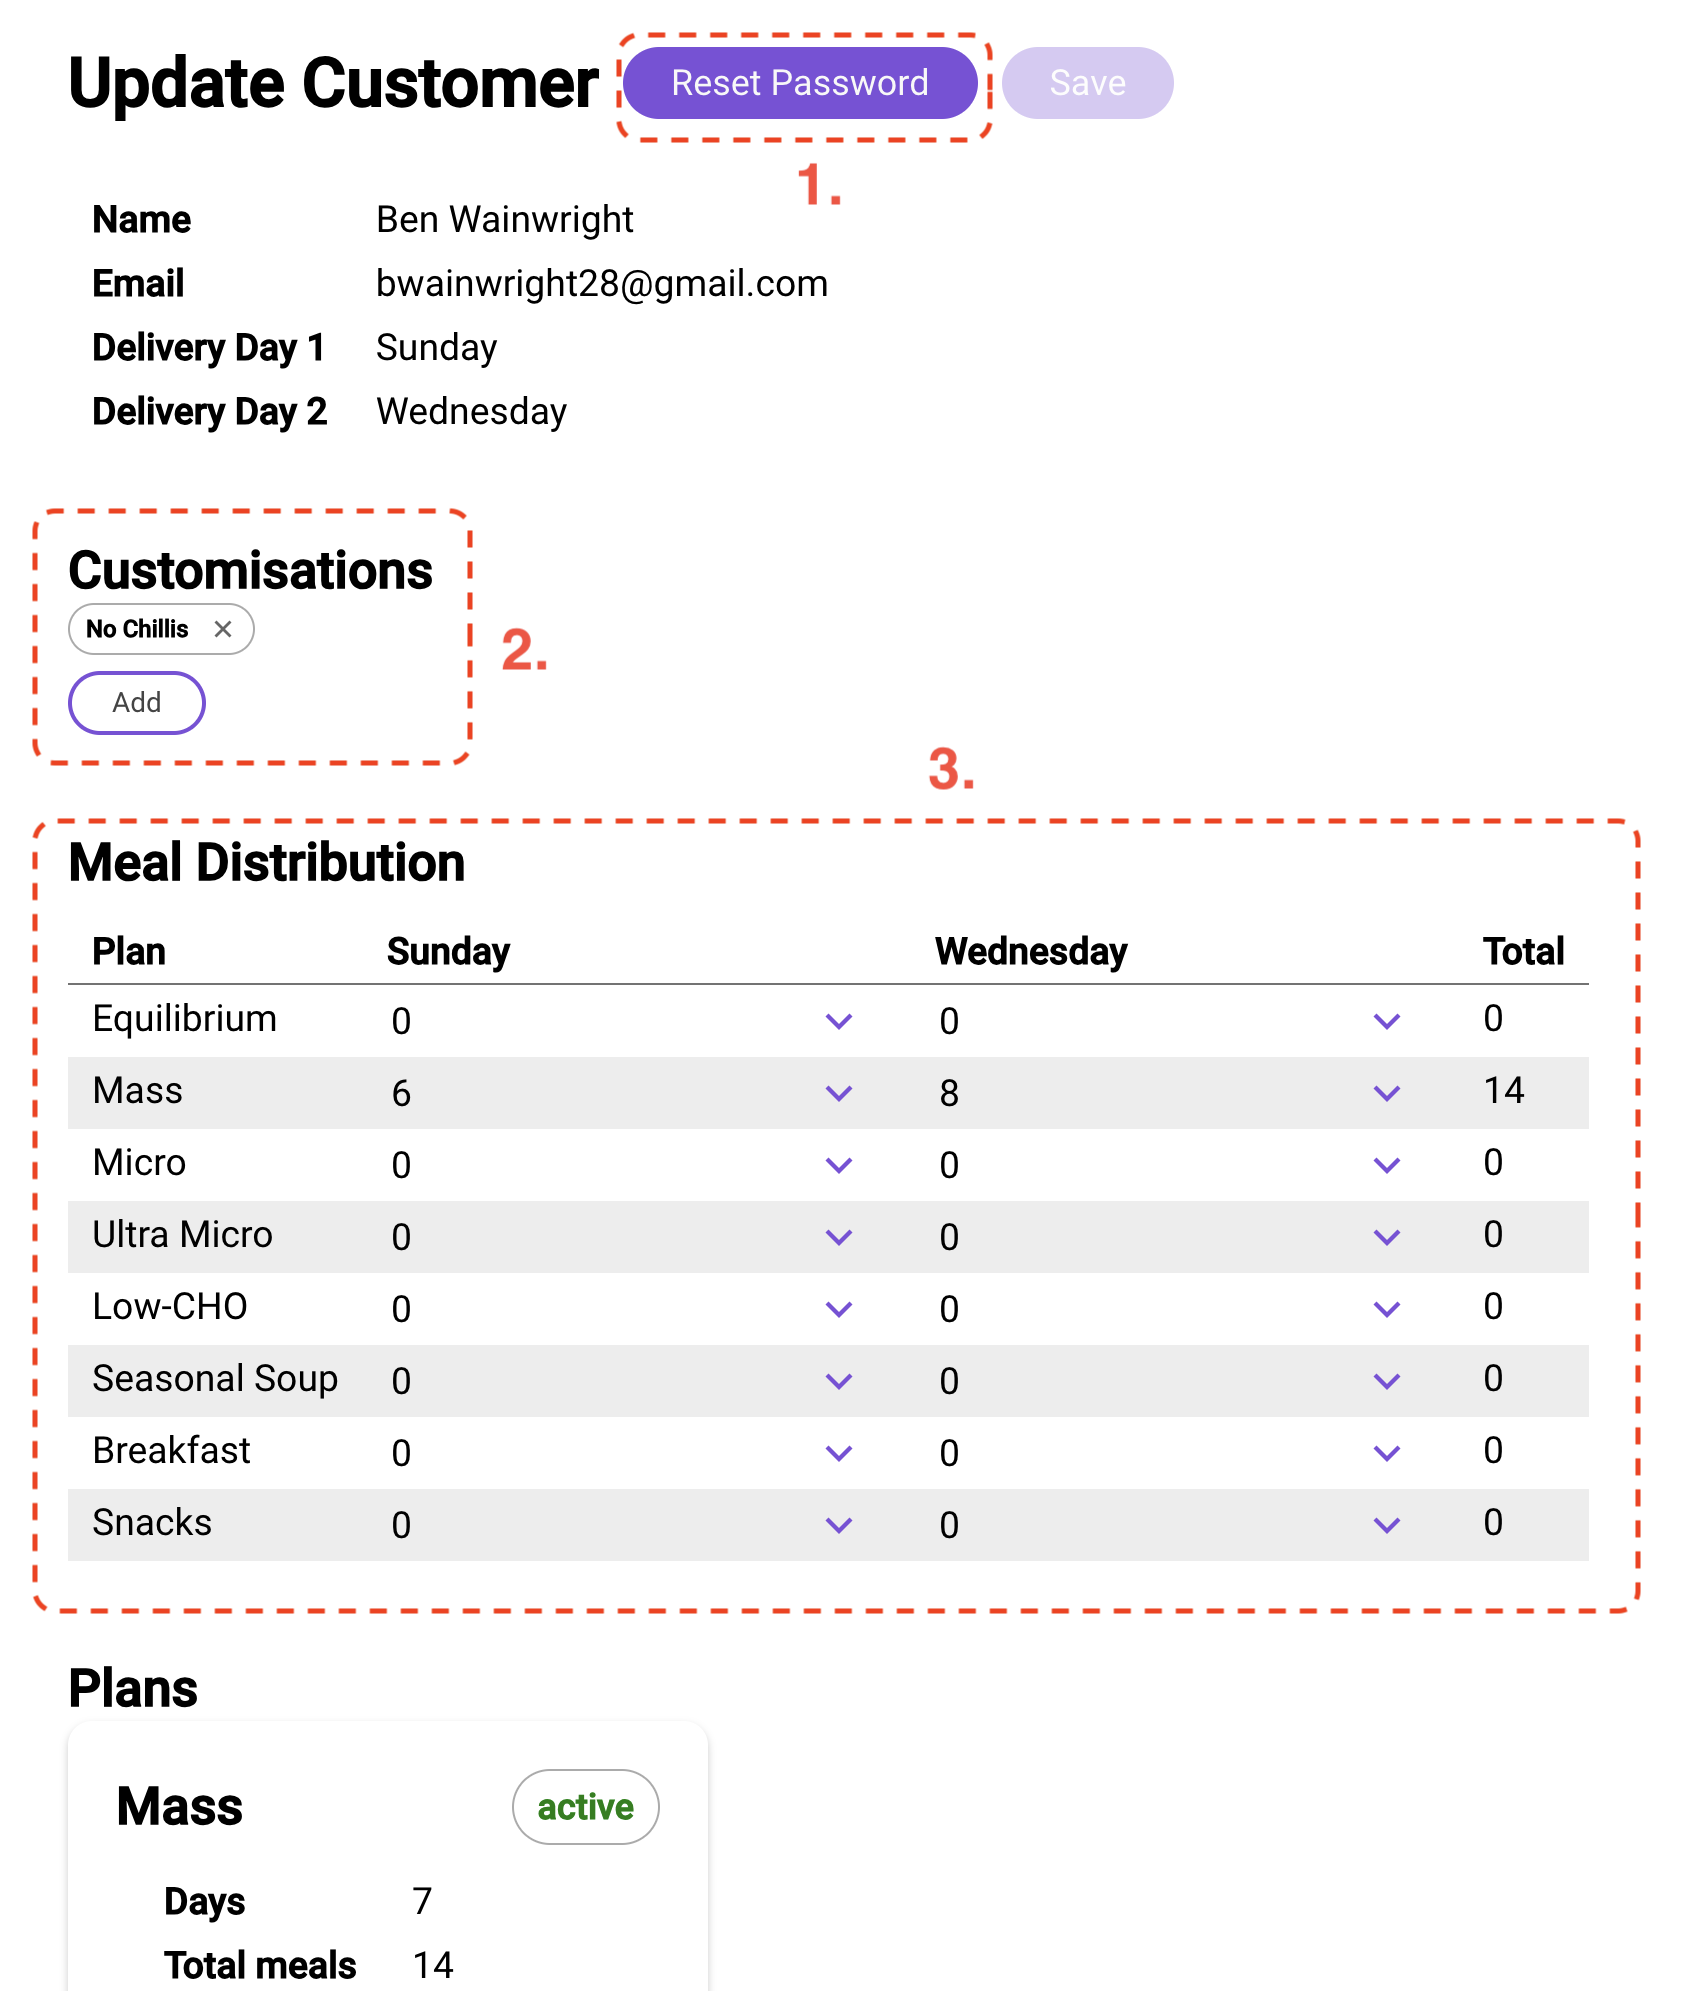 Update Customer Reset Password Save
1.
Name Ben Wainwright
Email bwainwright28@gmail.com
Delivery Day 1 Sunday
Delivery Day 2 Wednesday
Customisations
No Chillis
Add
2.
3.
Meal Distribution
Plan Sunday Wednesday Total
Equilibrium 0 0 0
Mass 6 8 14
Micro 0 0 0
Ultra Micro 0 0 0
Low-CHO 0 0 0
Seasonal Soup 0 0 0
Breakfast 0 0 0
Snacks 0 0 0
Plans
Mass active
Days 7
Total meals 14